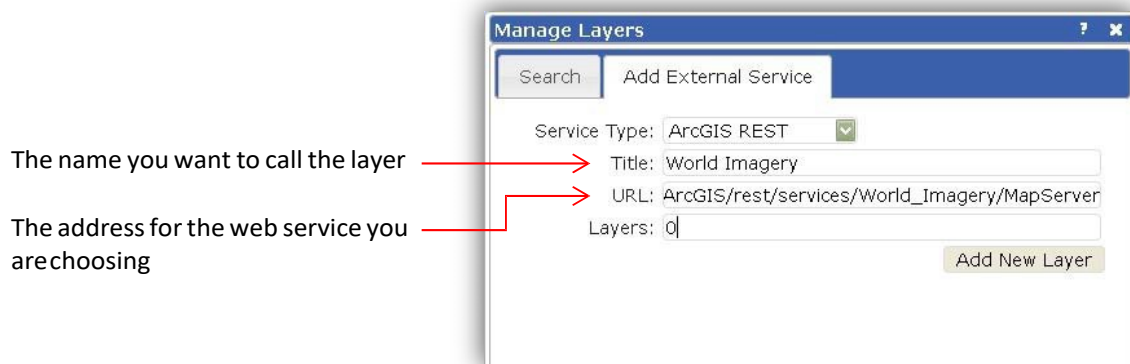 Manage Layers ? ×
Search Add External Service
Service Type: ArcGIS REST
The name you want to call the layer
Title: World Imagery
URL: ArcGIS/rest/services/World_Imagery/MapServer
The address for the web service you
arechoosing
Layers: 0
Add New Layer